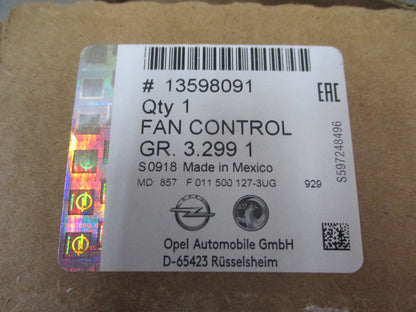 # 13598091
Qty 1
FAN CONTROL
GR. 3.299 1
S0918 Made in Mexico
MD 857 F 011 500 127-3UG 929
Opel Automobile GmbH
D-65423 Rüsselsheim
EAC
S597248496